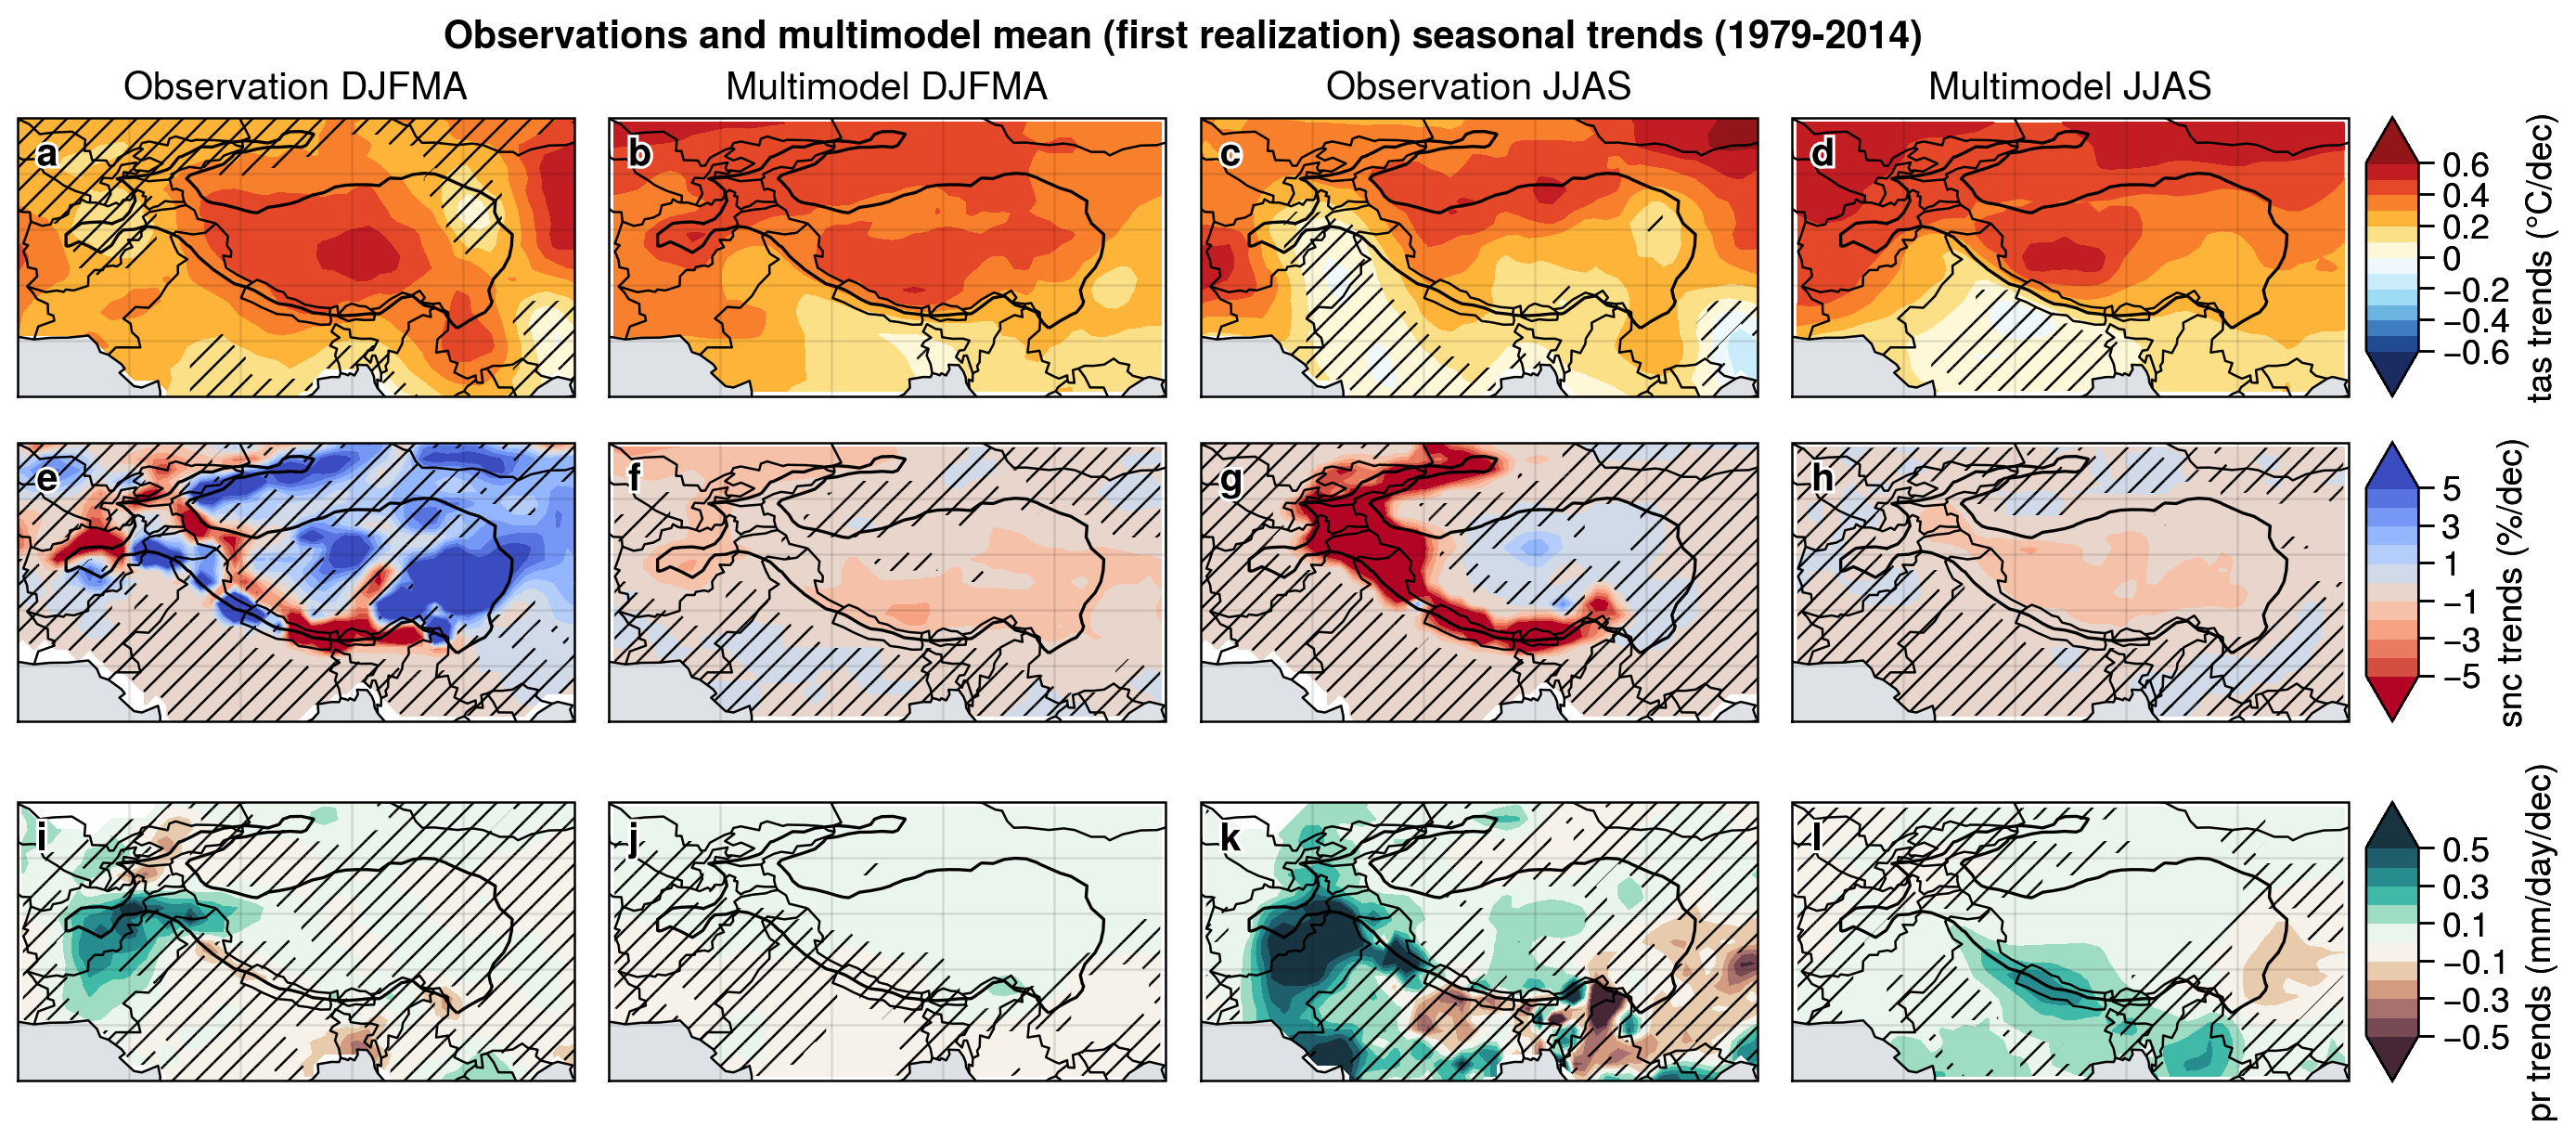 Observations and multimodel mean (first realization) seasonal trends (1979-2014)
Observation DJFMA
Multimodel DJFMA
Observation JJAS
Multimodel JJAS
a
b
c
d
0.6
0.4
0.2
0
−0.2
−0.4
−0.6
tas trends (°C/dec)
e
f
g
h
5
3
1
−1
−3
−5
snc trends (%/dec)
i
j
k
l
0.5
0.3
0.1
−0.1
−0.3
−0.5
pr trends (mm/day/dec)